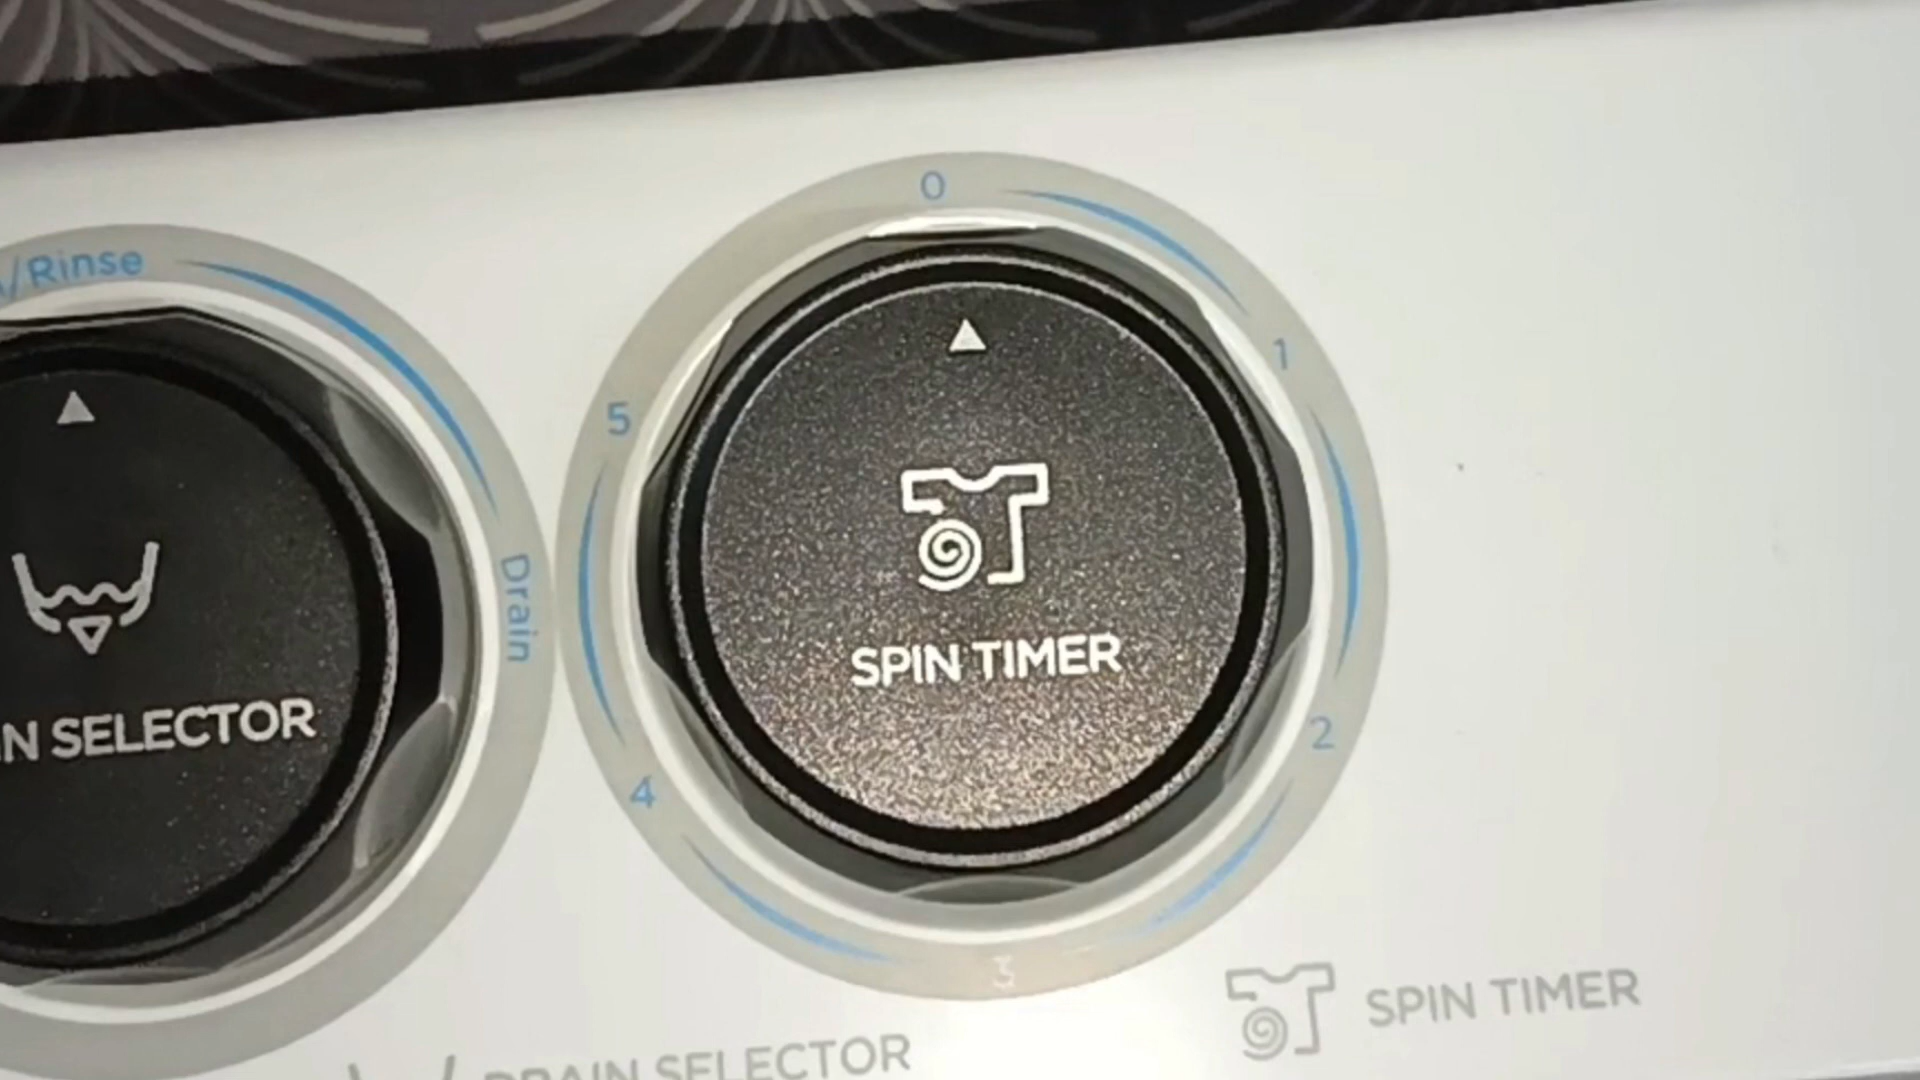 /Rinse
Drain
0
1
2
3
4
5
SPIN TIMER
N SELECTOR
DRAIN SELECTOR
SPIN TIMER